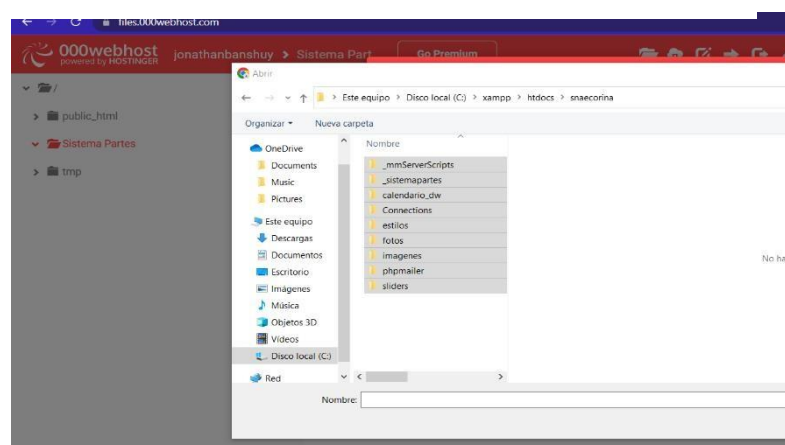 files.000webhost.com
000webhost
powered by HOSTINGER
jonathanbanshuy > Sistema Part
Go Premium
/
public_html
Sistema Partes
tmp
Abrir
Este equipo > Disco local (C:) > xampp > htdocs > snaecorina
Organizar
Nueva carpeta
OneDrive
Documents
Music
Pictures
Este equipo
Descargas
Documentos
Escritorio
Imágenes
Música
Objetos 3D
Vídeos
Disco local (C:)
Red
Nombre
_mmServerScripts
_sistemapartes
calendario_dw
Connections
estilos
fotos
imagenes
phpmailer
sliders
No ha
Nombre: